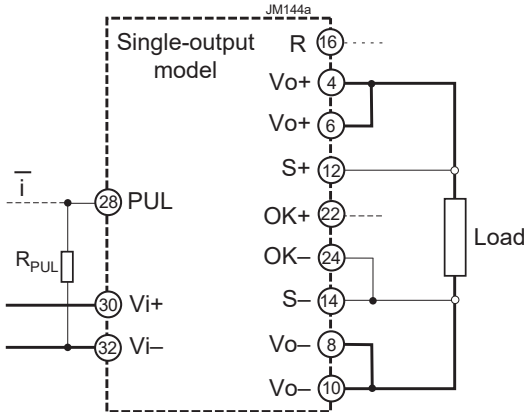 JM144a
Single-output
model
R 16
Vo+ 4
Vo+ 6
S+ 12
i
28 PUL
OK+ 22
OK– 24
Load
RPUL
S– 14
30 Vi+
32 Vi–
Vo– 8
Vo– 10